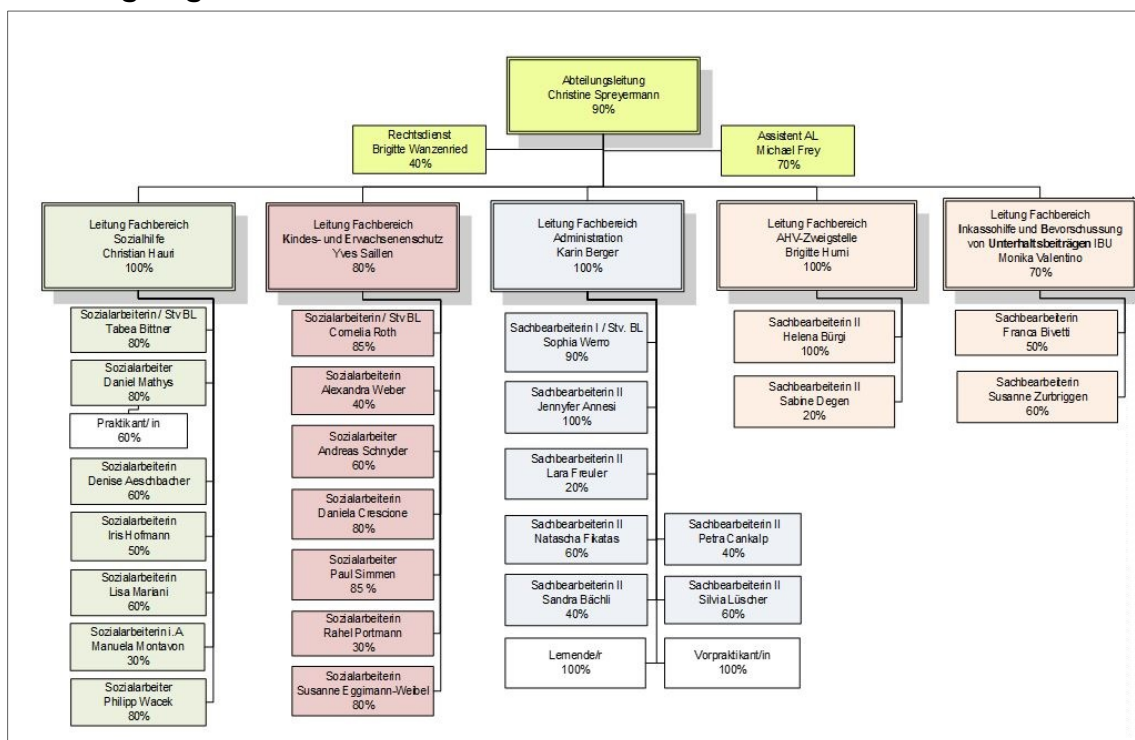 Abteilungsleitung
Christine Spreyermann
90%
Rechtsdienst
Brigitte Wanzenried
40%
Assistent AL
Michael Frey
70%
Leitung Fachbereich
Sozialhilfe
Christian Hauri
100%
Sozialarbeiterin / Stv BL
Tabea Bittner
80%
Sozialarbeiter
Daniel Mathys
80%
Praktikant/in
60%
Sozialarbeiterin
Denise Aeschbacher
60%
Sozialarbeiterin
Iris Hofmann
50%
Sozialarbeiterin
Lisa Mariani
60%
Sozialarbeiterin i.A
Manuela Montavon
30%
Sozialarbeiter
Philipp Wacek
80%
Leitung Fachbereich
Kindes- und Erwachsenenschutz
Yves Saillen
80%
Sozialarbeiterin / Stv BL
Cornelia Roth
85%
Sozialarbeiterin
Alexandra Weber
40%
Sozialarbeiter
Andreas Schnyder
60%
Sozialarbeiterin
Daniela Crescione
80%
Sozialarbeiter
Paul Simmen
85 %
Sozialarbeiterin
Rahel Portmann
30%
Sozialarbeiterin
Susanne Eggimann-Weibel
80%
Leitung Fachbereich
Administration
Karin Berger
100%
Sachbearbeiterin I / Stv. BL
Sophia Werro
90%
Sachbearbeiterin II
Jennyfer Annesi
100%
Sachbearbeiterin II
Lara Freuler
20%
Sachbearbeiterin II
Natascha Fikatas
60%
Sachbearbeiterin II
Petra Cankalp
40%
Sachbearbeiterin II
Sandra Bächli
40%
Sachbearbeiterin II
Silvia Lüscher
60%
Lernende/r
100%
Vorpraktikant/in
100%
Leitung Fachbereich
AHV-Zweigstelle
Brigitte Hurni
100%
Sachbearbeiterin II
Helena Bürgi
100%
Sachbearbeiterin II
Sabine Degen
20%
Leitung Fachbereich
Inkassohilfe und Bevorschussung
von Unterhaltsbeiträgen IBU
Monika Valentino
70%
Sachbearbeiterin
Franca Bivetti
50%
Sachbearbeiterin
Susanne Zurbriggen
60%